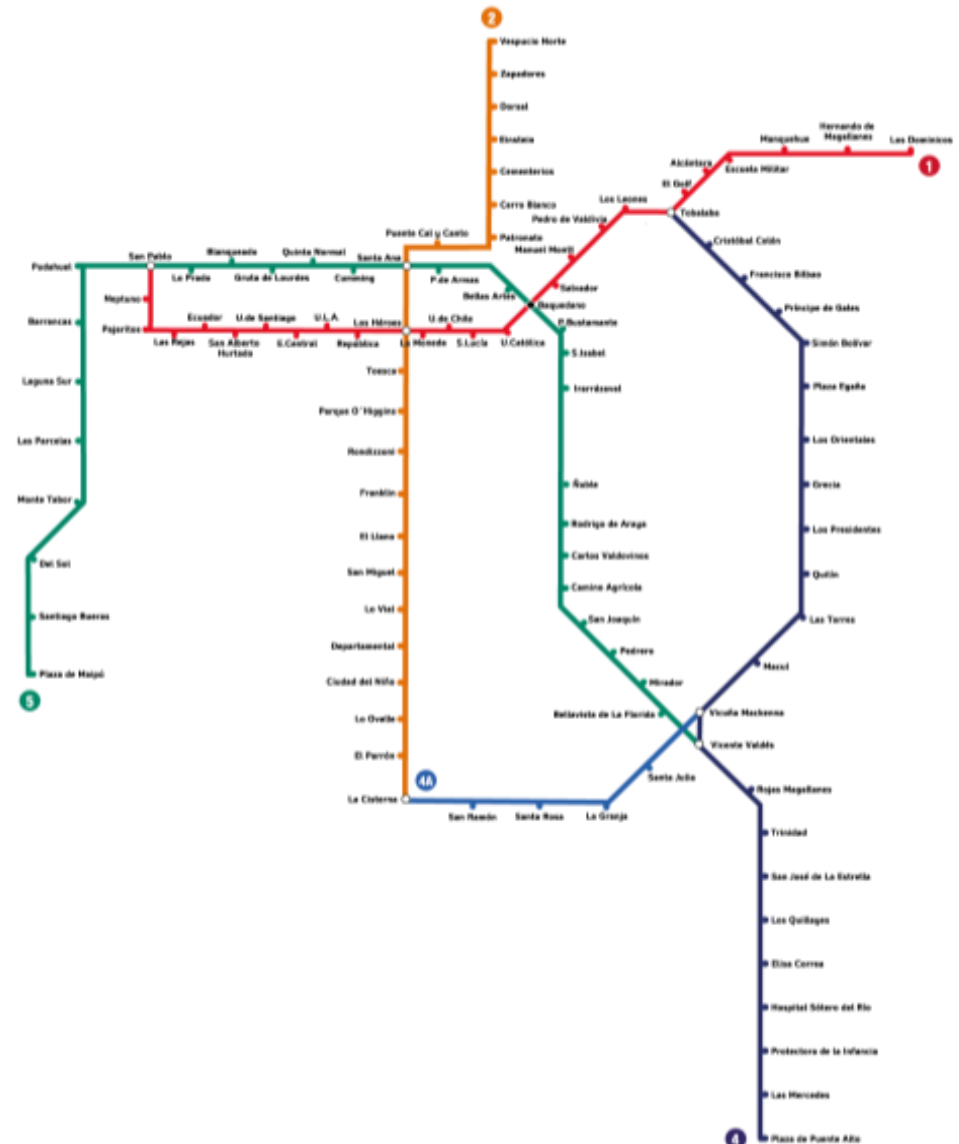 2
Vespucio Norte
Zapadores
Dorsal
Einstein
Cementerios
Cerro Blanco
Patronato
Puente Cal y Canto
Hernando de
Magallanes
Manquehue
Los Dominicos
1
Alcántara
Escuela Militar
El Golf
Los Leones
Tobalaba
Pedro de Valdivia
Manuel Montt
Salvador
Baquedano
Cristóbal Colón
Francisco Bilbao
Príncipe de Gales
Simón Bolívar
Plaza Egaña
Los Orientales
Grecia
Los Presidentes
Quilín
Las Torres
Macul
Vicuña Mackenna
Vicente Valdés
Rojas Magallanes
Trinidad
San José de La Estrella
Los Quillayes
Elisa Correa
Hospital Sótero del Río
Protectora de la Infancia
Las Mercedes
Plaza de Puente Alto
4
San Pablo
Blanqueado
Quinta Normal
Santa Ana
Pudahuel
Lo Prado
Gruta de Lourdes
Cumming
P.de Armas
Bellas Artes
P.Bustamante
S.Isabel
Irarrázaval
Ñuble
Rodrigo de Araya
Carlos Valdovinos
Camino Agrícola
San Joaquín
Pedrero
Mirador
Bellavista de La Florida
Neptuno
Pajaritos
Ecuador
U.de Santiago
U.L.A.
Los Héroes
U.de Chile
Las Rejas
San Alberto
Hurtado
E.Central
República
La Moneda
S.Lucía
U.Católica
Barrancas
Laguna Sur
Las Parcelas
Monte Tabor
Del Sol
Santiago Bueras
Plaza de Maipú
5
Toesca
Parque O´Higgins
Rondizzoni
Franklin
El Llano
San Miguel
Lo Vial
Departamental
Ciudad del Niño
Lo Ovalle
El Parrón
La Cisterna
4A
San Ramón
Santa Rosa
La Granja
Santa Julia